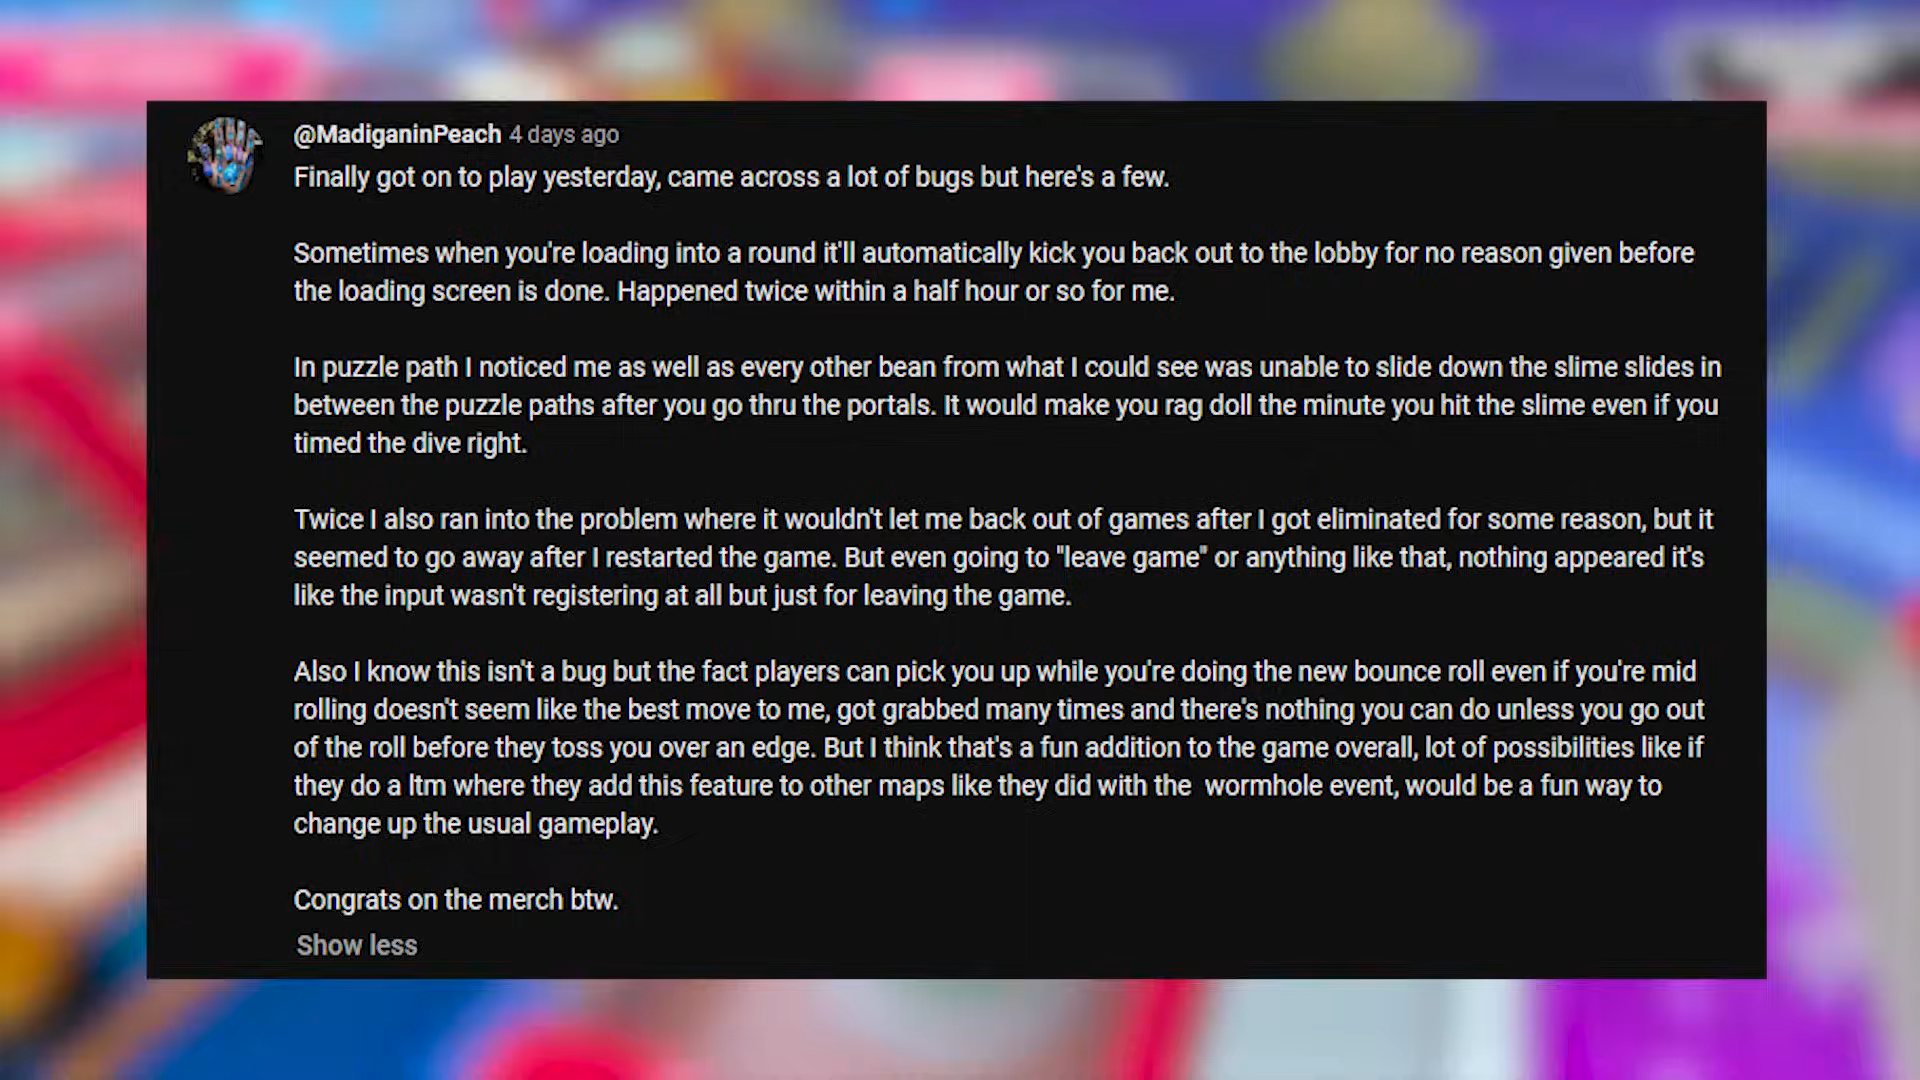 @MadiganinPeach 4 days ago
Finally got on to play yesterday, came across a lot of bugs but here's a few.
Sometimes when you're loading into a round it'll automatically kick you back out to the lobby for no reason given before
the loading screen is done. Happened twice within a half hour or so for me.
In puzzle path I noticed me as well as every other bean from what I could see was unable to slide down the slime slides in
between the puzzle paths after you go thru the portals. It would make you rag doll the minute you hit the slime even if you
timed the dive right.
Twice I also ran into the problem where it wouldn't let me back out of games after I got eliminated for some reason, but it
seemed to go away after I restarted the game. But even going to "leave game" or anything like that, nothing appeared it's
like the input wasn't registering at all but just for leaving the game.
Also I know this isn't a bug but the fact players can pick you up while you're doing the new bounce roll even if you're mid
rolling doesn't seem like the best move to me, got grabbed many times and there's nothing you can do unless you go out
of the roll before they toss you over an edge. But I think that's a fun addition to the game overall, lot of possibilities like if
they do a ltm where they add this feature to other maps like they did with the  wormhole event, would be a fun way to
change up the usual gameplay.
Congrats on the merch btw.
Show less